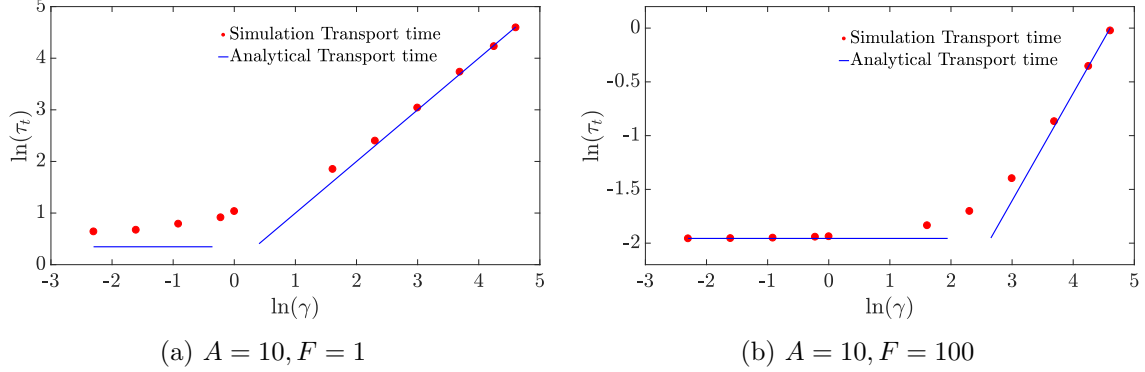 5
4
3
2
1
0
-3 -2 -1 0 1 2 3 4 5
ln(γ)
ln(τt)
Simulation Transport time
Analytical Transport time
(a) A = 10, F = 1
0
-0.5
-1
-1.5
-2
-3 -2 -1 0 1 2 3 4 5
ln(γ)
ln(τt)
Simulation Transport time
Analytical Transport time
(b) A = 10, F = 100